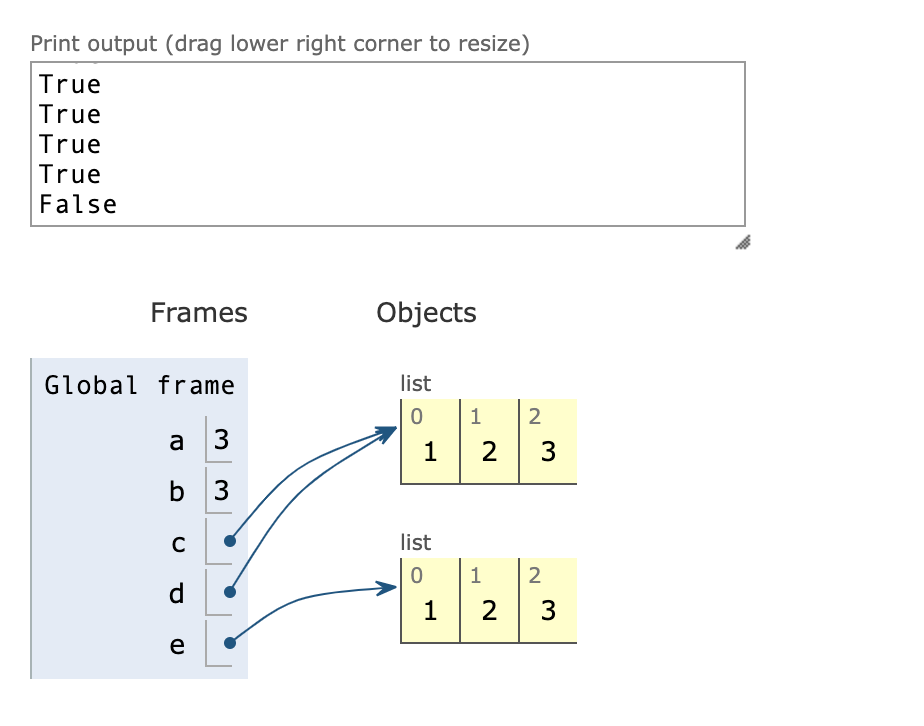 Print output (drag lower right corner to resize)
True
True
True
True
False
Frames Objects
Global frame
a 3
b 3
c
d
e
list
0 1 2
1 2 3
list
0 1 2
1 2 3